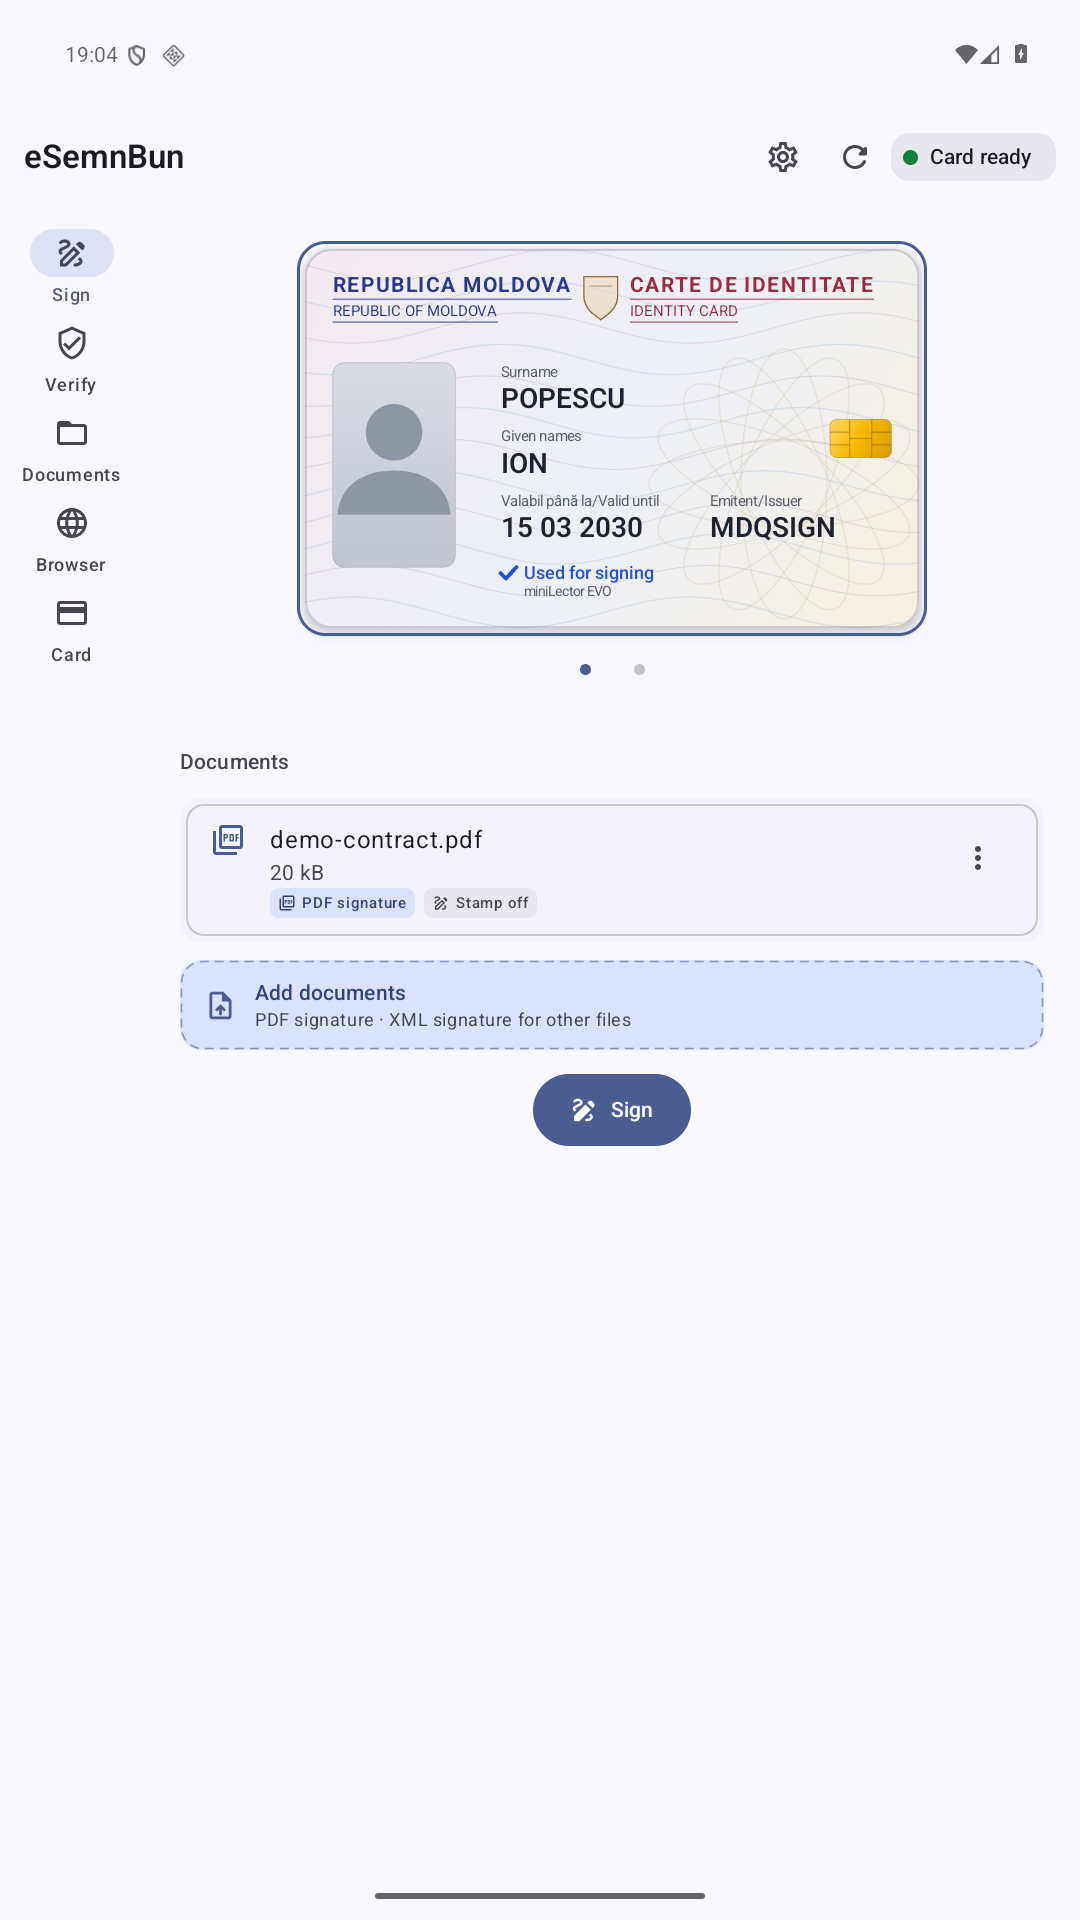 19:04
eSemnBun
Card ready
Sign
Verify
Documents
Browser
Card
REPUBLICA MOLDOVA
REPUBLIC OF MOLDOVA
CARTE DE IDENTITATE
IDENTITY CARD
Surname
POPESCU
Given names
ION
Valabil până la/Valid until
15 03 2030
Emitent/Issuer
MDQSIGN
Used for signing
miniLector EVO
Documents
PDF
demo-contract.pdf
20 kB
PDF signature
Stamp off
Add documents
PDF signature · XML signature for other files
Sign